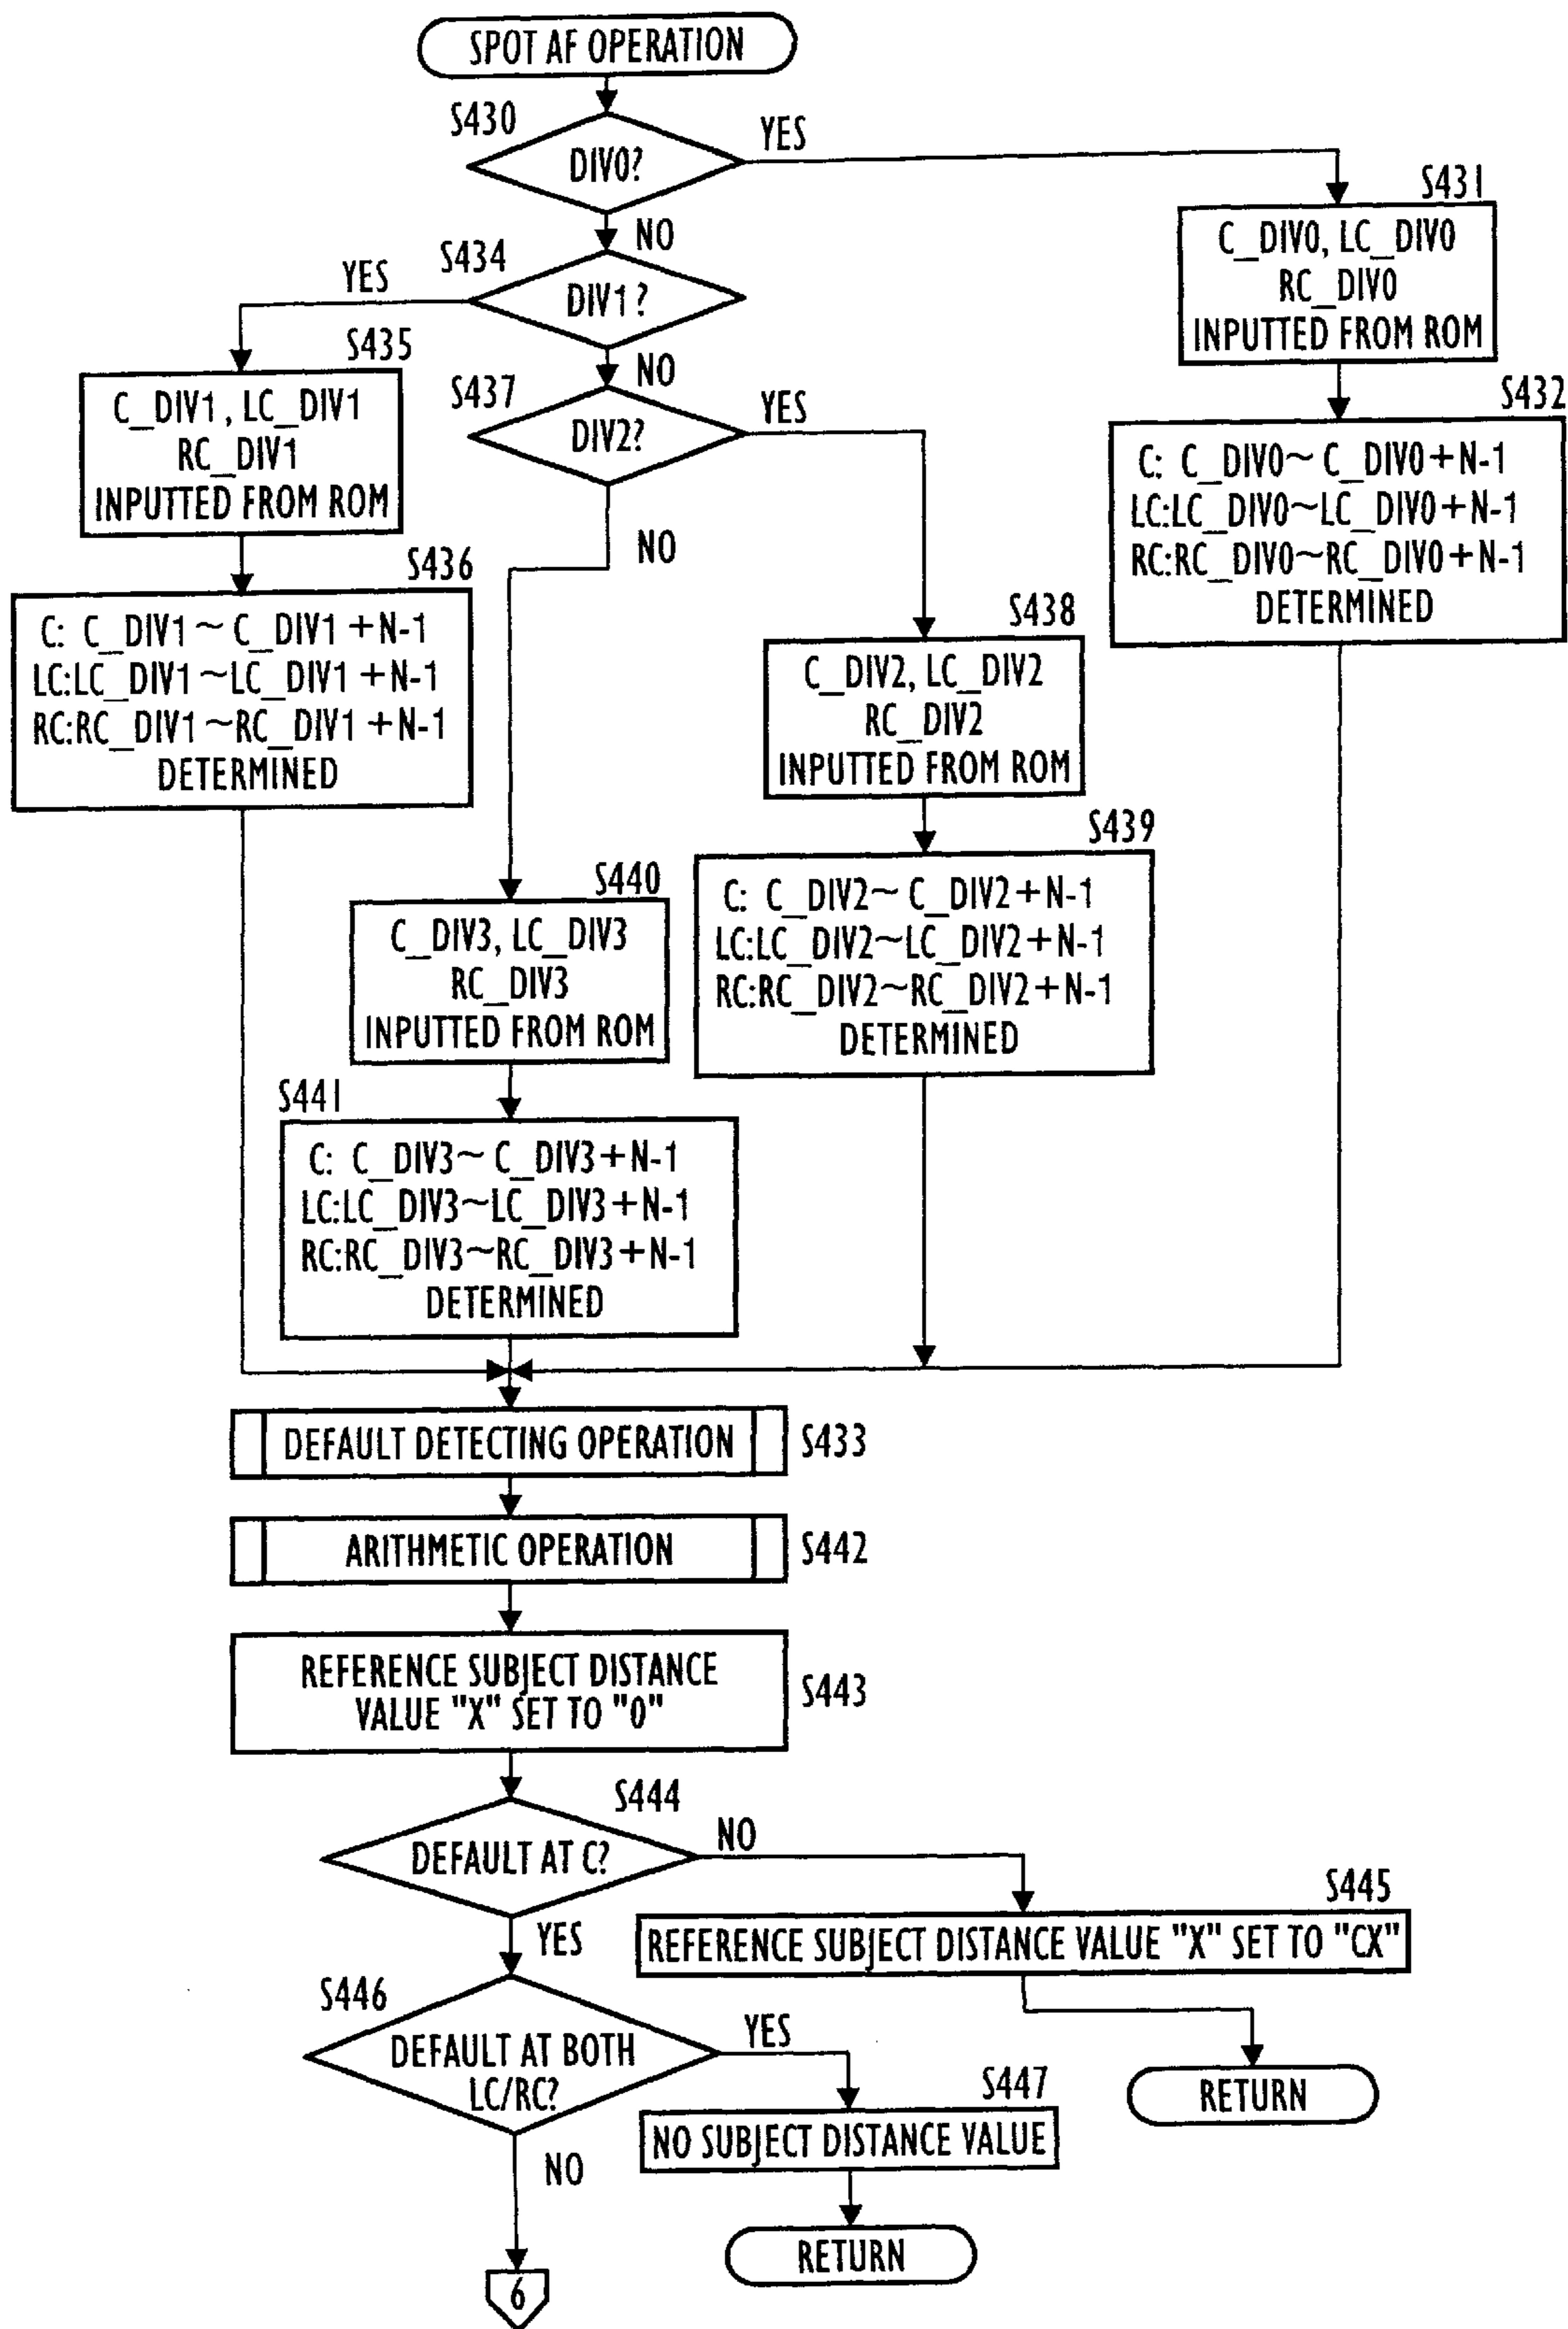 SPOT AF OPERATION
S430
DIV0?
YES
NO
S431
C_DIV0, LC_DIV0
RC_DIV0
INPUTTED FROM ROM
S432
C: C_DIV0~ C_DIV0+N-1
LC:LC_DIV0~LC_DIV0+N-1
RC:RC_DIV0~RC_DIV0+N-1
DETERMINED
S434
DIV1?
YES
NO
S435
C_DIV1, LC_DIV1
RC_DIV1
INPUTTED FROM ROM
S436
C: C_DIV1~ C_DIV1+N-1
LC:LC_DIV1~LC_DIV1+N-1
RC:RC_DIV1~RC_DIV1+N-1
DETERMINED
S437
DIV2?
YES
NO
S438
C_DIV2, LC_DIV2
RC_DIV2
INPUTTED FROM ROM
S439
C: C_DIV2~ C_DIV2+N-1
LC:LC_DIV2~LC_DIV2+N-1
RC:RC_DIV2~RC_DIV2+N-1
DETERMINED
S440
C_DIV3, LC_DIV3
RC_DIV3
INPUTTED FROM ROM
S441
C: C_DIV3~ C_DIV3+N-1
LC:LC_DIV3~LC_DIV3+N-1
RC:RC_DIV3~RC_DIV3+N-1
DETERMINED
DEFAULT DETECTING OPERATION
S433
ARITHMETIC OPERATION
S442
REFERENCE SUBJECT DISTANCE
VALUE "X" SET TO "0"
S443
S444
DEFAULT AT C?
NO
YES
S445
REFERENCE SUBJECT DISTANCE VALUE "X" SET TO "CX"
RETURN
S446
DEFAULT AT BOTH
LC/RC?
YES
NO
S447
NO SUBJECT DISTANCE VALUE
RETURN
6